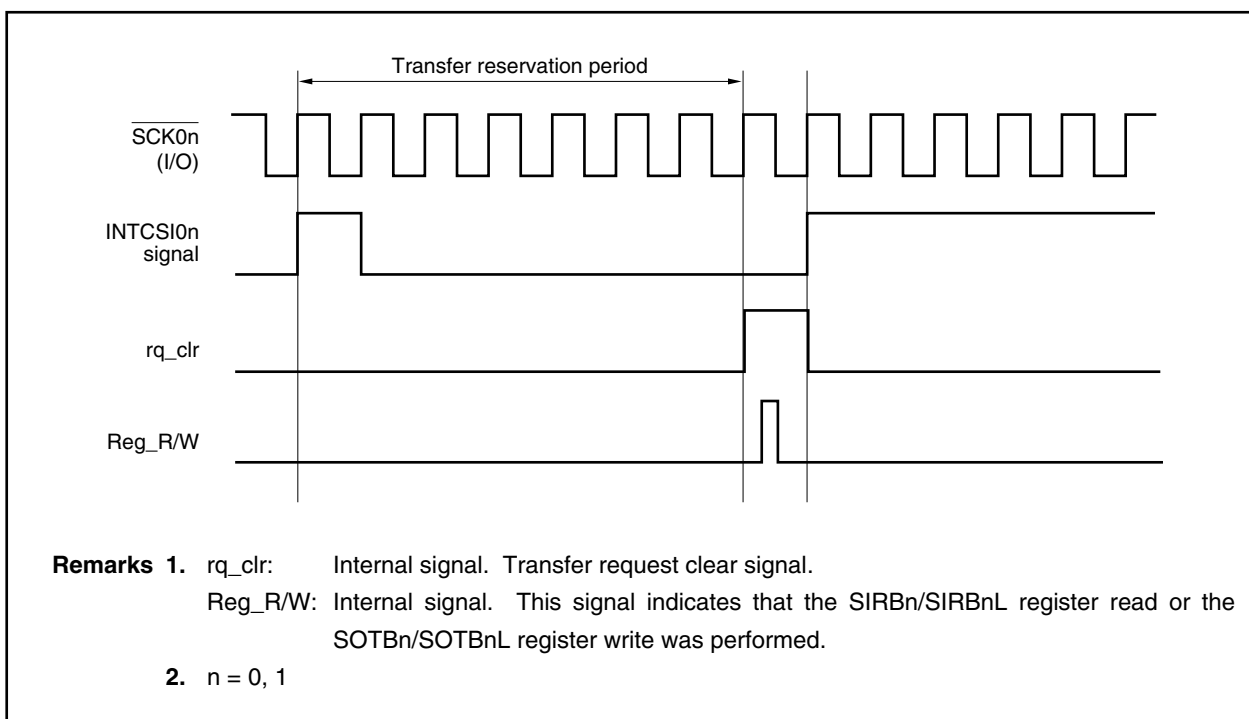 Transfer reservation period
SCK0n
(I/O)
INTCSI0n
signal
rq_clr
Reg_R/W
Remarks 1. rq_clr: Internal signal. Transfer request clear signal.
Reg_R/W: Internal signal. This signal indicates that the SIRBn/SIRBnL register read or the
SOTBn/SOTBnL register write was performed.
2. n = 0, 1